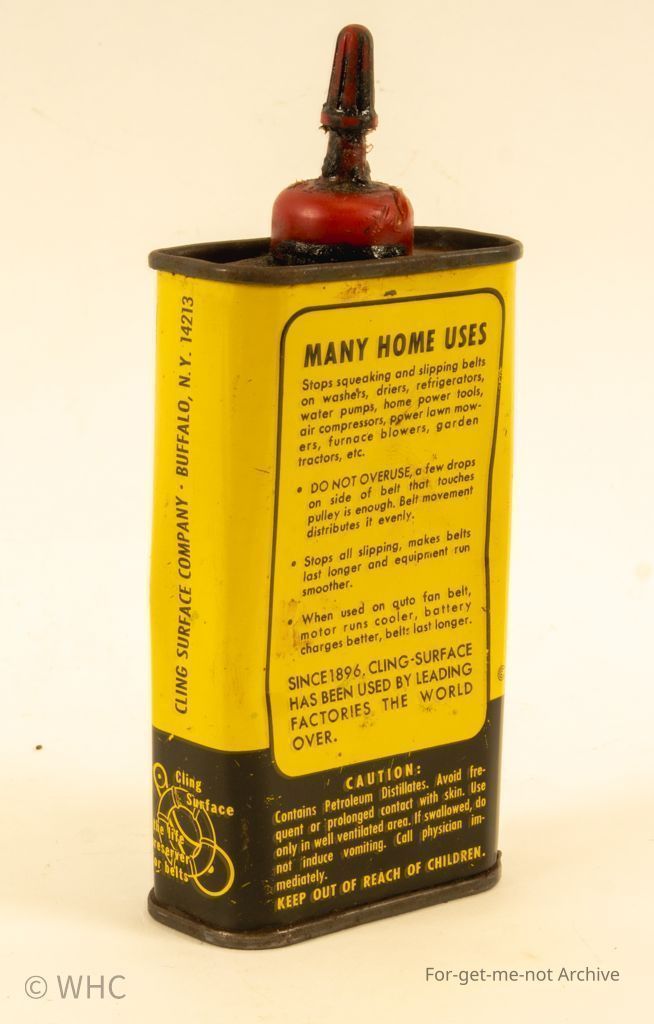 CLING SURFACE COMPANY · BUFFALO, N. Y. 14213
MANY HOME USES
Stops squeaking and slipping belts
on washers, driers, refrigerators,
water pumps, home power tools,
air compressors, power lawn mow-
ers, furnace blowers, garden
tractors, etc.
• DO NOT OVERUSE, a few drops
on side of belt that touches
pulley is enough. Belt movement
distributes it evenly.
• Stops all slipping, makes belts
last longer and equipment run
smoother.
• When used on auto fan belt,
motor runs cooler, battery
charges better, belts last longer.
SINCE 1896, CLING-SURFACE
HAS BEEN USED BY LEADING
FACTORIES THE WORLD
OVER.
Cling
Surface
life
or belts
CAUTION:
Contains Petroleum Distillates. Avoid fre-
quent or prolonged contact with skin. Use
only in well ventilated area. If swallowed, do
not induce vomiting. Call physician im-
mediately.
KEEP OUT OF REACH OF CHILDREN.
© WHC
For-get-me-not Archive